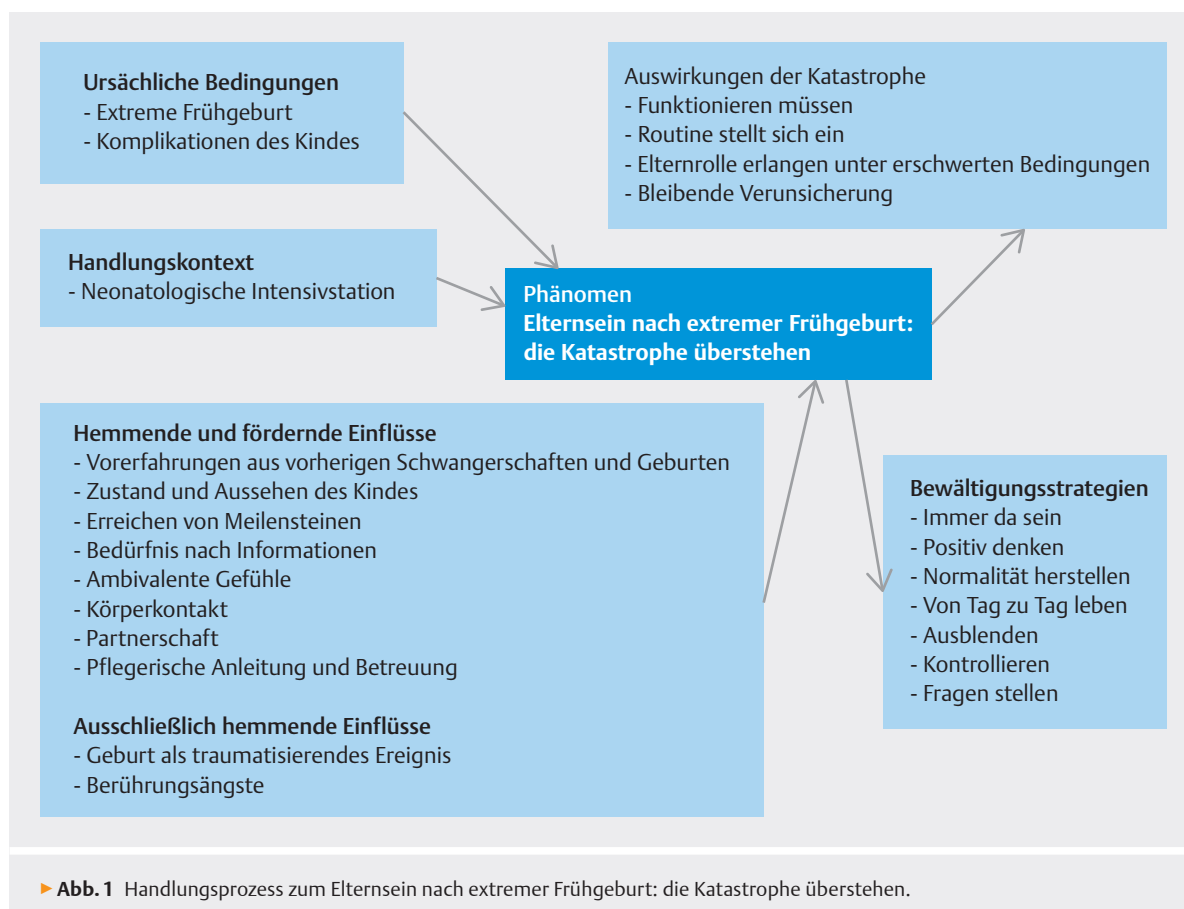 Ursächliche Bedingungen
- Extreme Frühgeburt
- Komplikationen des Kindes
Auswirkungen der Katastrophe
- Funktionieren müssen
- Routine stellt sich ein
- Elternrolle erlangen unter erschwerten Bedingungen
- Bleibende Verunsicherung
Handlungskontext
- Neonatologische Intensivstation
Phänomen
Elternsein nach extremer Frühgeburt:
die Katastrophe überstehen
Hemmende und fördernde Einflüsse
- Vorerfahrungen aus vorherigen Schwangerschaften und Geburten
- Zustand und Aussehen des Kindes
- Erreichen von Meilensteinen
- Bedürfnis nach Informationen
- Ambivalente Gefühle
- Körperkontakt
- Partnerschaft
- Pflegerische Anleitung und Betreuung
Ausschließlich hemmende Einflüsse
- Geburt als traumatisierendes Ereignis
- Berührungsängste
Bewältigungsstrategien
- Immer da sein
- Positiv denken
- Normalität herstellen
- Von Tag zu Tag leben
- Ausblenden
- Kontrollieren
- Fragen stellen
▶ Abb. 1 Handlungsprozess zum Elternsein nach extremer Frühgeburt: die Katastrophe überstehen.